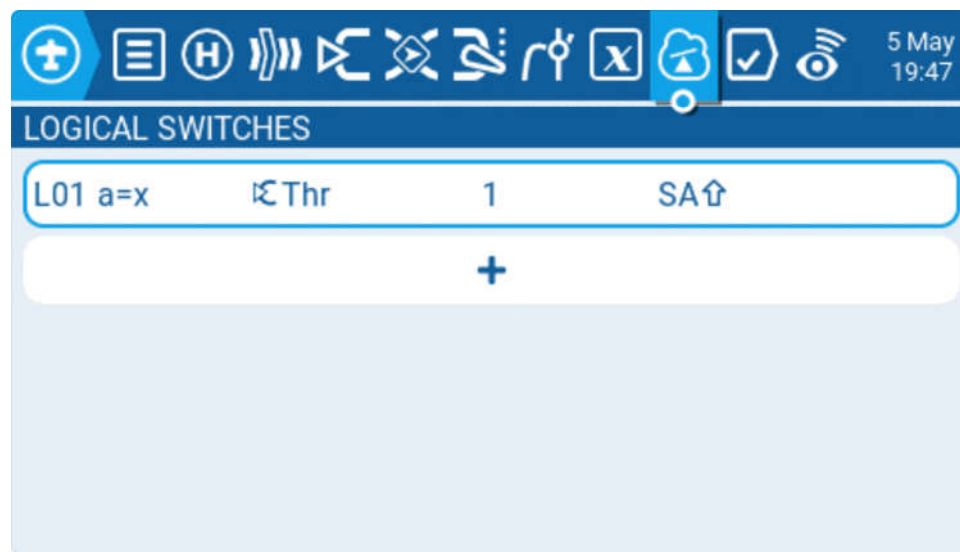 5 May
19:47
LOGICAL SWITCHES
L01 a=x Thr 1 SA⇧
+